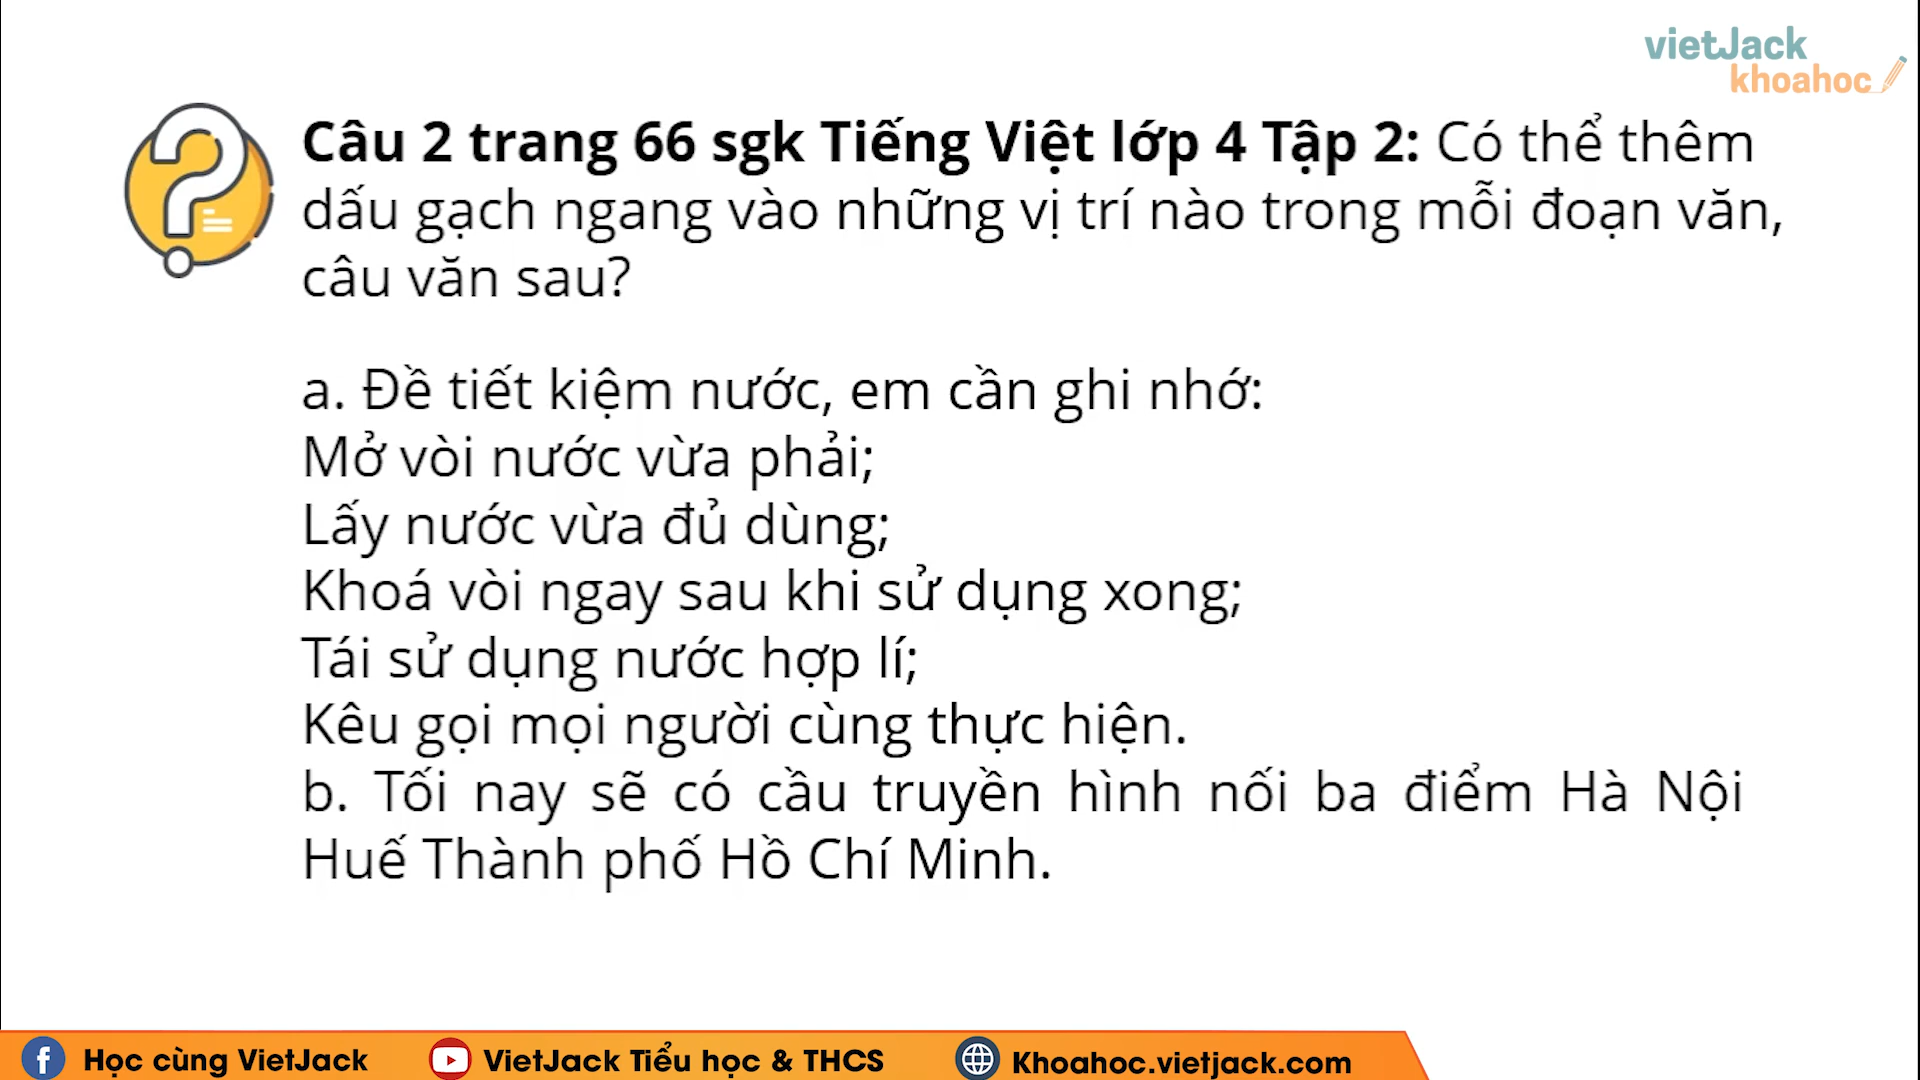 vietJack
khoahoc
Câu 2 trang 66 sgk Tiếng Việt lớp 4 Tập 2: Có thể thêm
dấu gạch ngang vào những vị trí nào trong mỗi đoạn văn,
câu văn sau?
a. Đề tiết kiệm nước, em cần ghi nhớ:
Mở vòi nước vừa phải;
Lấy nước vừa đủ dùng;
Khoá vòi ngay sau khi sử dụng xong;
Tái sử dụng nước hợp lí;
Kêu gọi mọi người cùng thực hiện.
b. Tối nay sẽ có cầu truyền hình nối ba điểm Hà Nội
Huế Thành phố Hồ Chí Minh.
Học cùng VietJack
VietJack Tiểu học & THCS
Khoahoc.vietjack.com